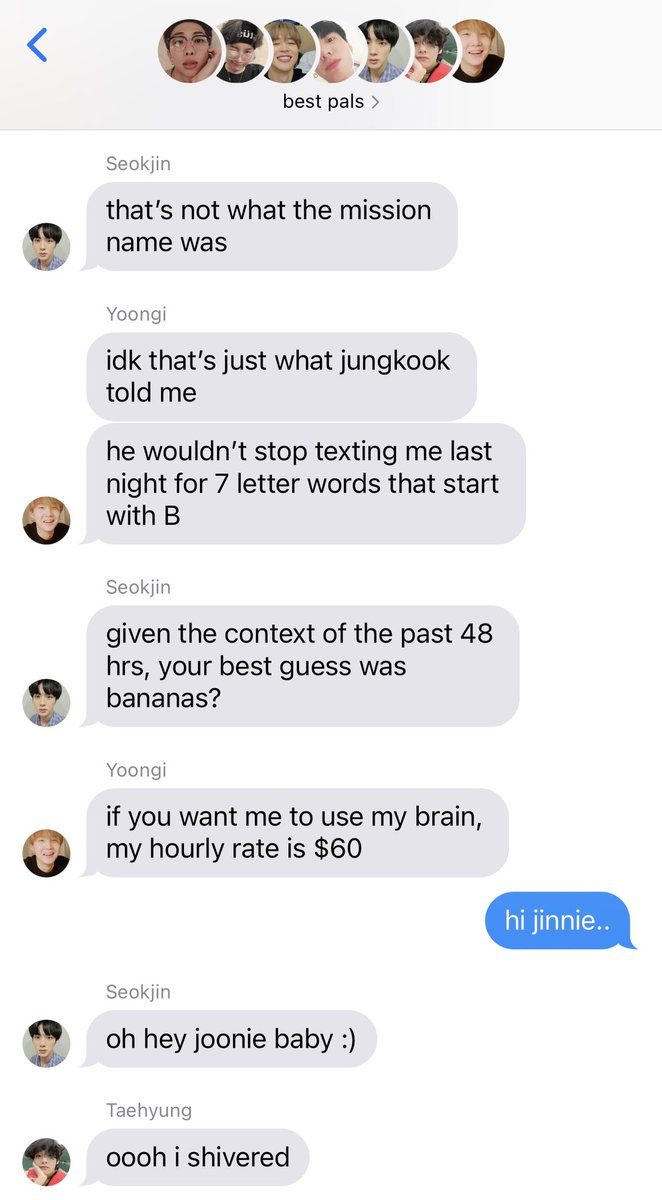 best pals >
Seokjin
that’s not what the mission
name was
Yoongi
idk that’s just what jungkook
told me
he wouldn’t stop texting me last
night for 7 letter words that start
with B
Seokjin
given the context of the past 48
hrs, your best guess was
bananas?
Yoongi
if you want me to use my brain,
my hourly rate is $60
hi jinnie..
Seokjin
oh hey joonie baby :)
Taehyung
oooh i shivered